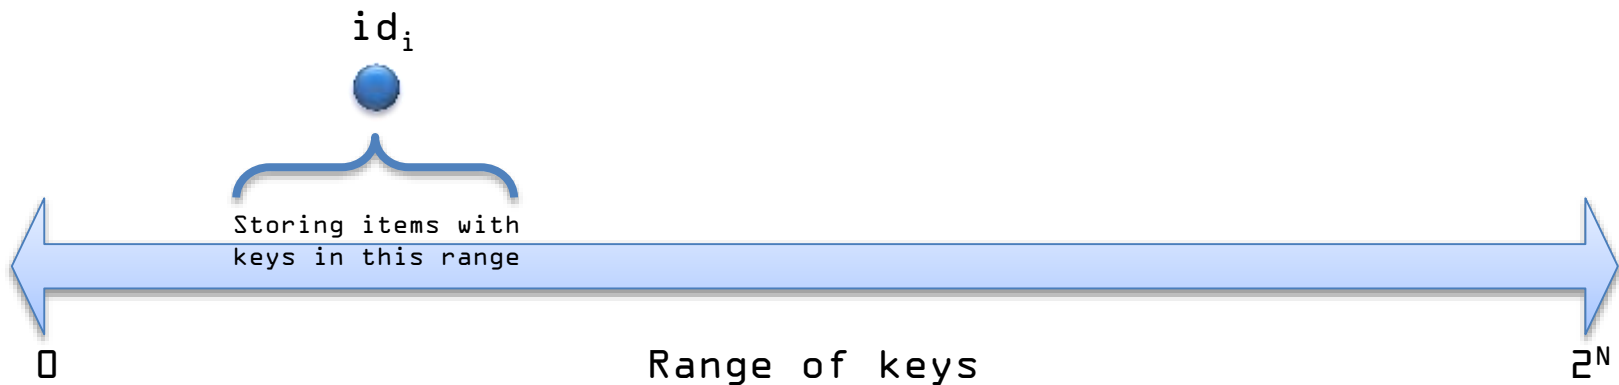 idᵢ
Storing items with
keys in this range
0 Range of keys 2ᴺ